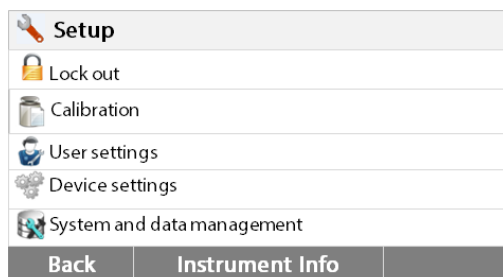 Setup
Lock out
Calibration
User settings
Device settings
System and data management
Back Instrument Info